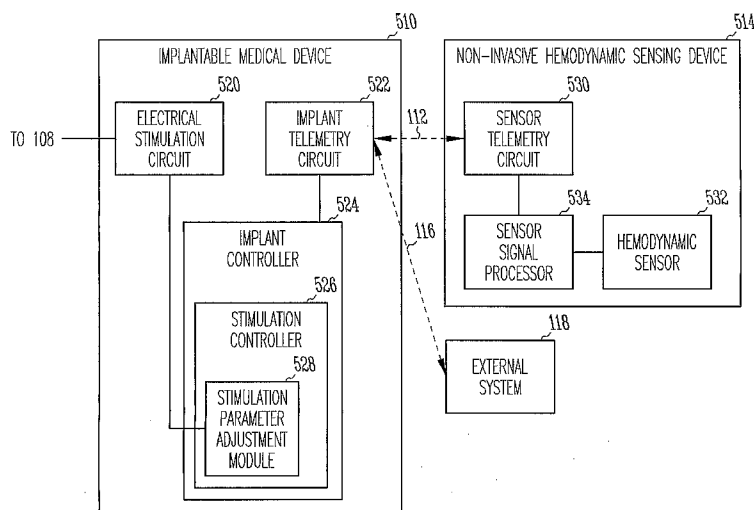 510
IMPLANTABLE MEDICAL DEVICE
520
ELECTRICAL
STIMULATION
CIRCUIT
522
IMPLANT
TELEMETRY
CIRCUIT
TO 108
524
IMPLANT
CONTROLLER
526
STIMULATION
CONTROLLER
528
STIMULATION
PARAMETER
ADJUSTMENT
MODULE
112
116
514
NON-INVASIVE HEMODYNAMIC SENSING DEVICE
530
SENSOR
TELEMETRY
CIRCUIT
534
SENSOR
SIGNAL
PROCESSOR
532
HEMODYNAMIC
SENSOR
118
EXTERNAL
SYSTEM